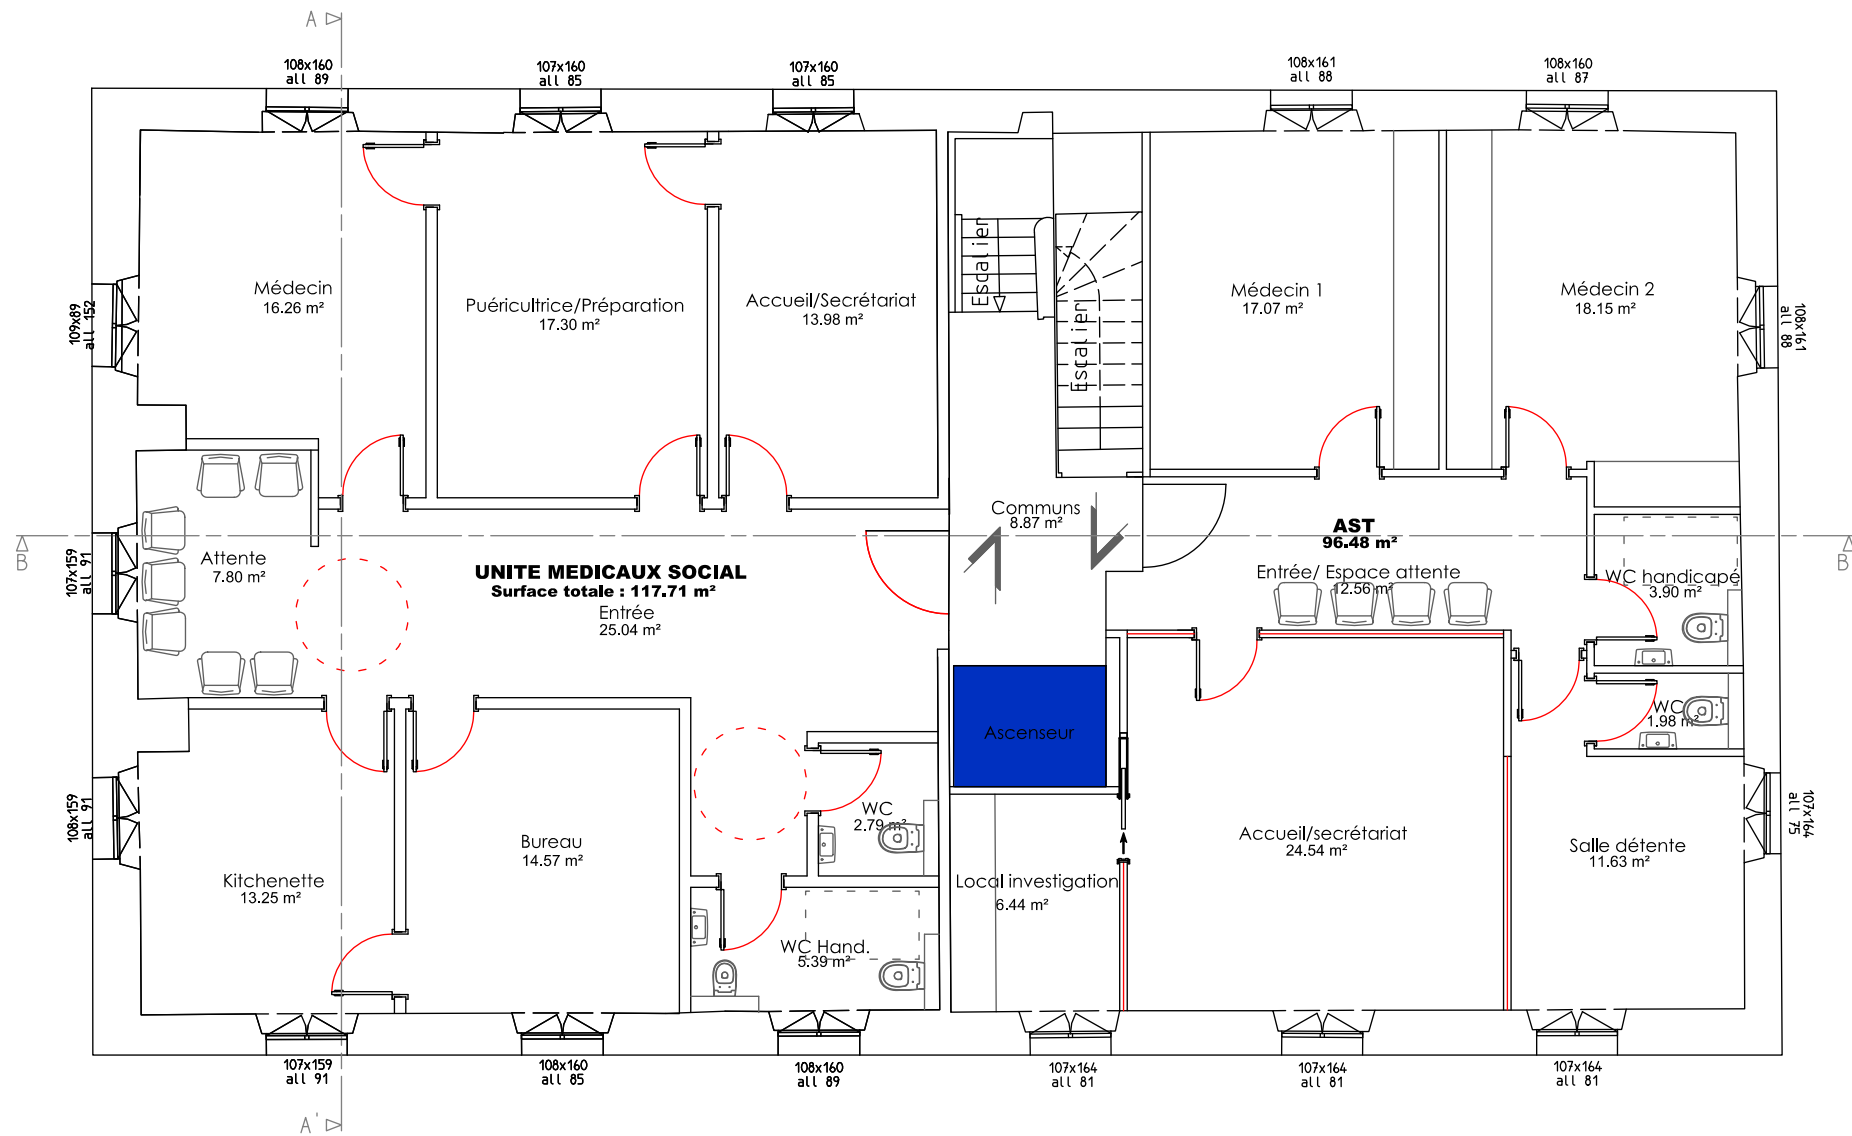 A
108x160
all 89
107x160
all 85
107x160
all 85
108x161
all 88
108x160
all 87
Médecin
16.26 m²
Puéricultrice/Préparation
17.30 m²
Accueil/Secrétariat
13.98 m²
Escalier
Escalier
Médecin 1
17.07 m²
Médecin 2
18.15 m²
109x89
all 152
108x161
all 88
Communs
8.87 m²
AST
96.48 m²
B
B'
Attente
7.80 m²
107x159
all 91
UNITE MEDICAUX SOCIAL
Surface totale : 117.71 m²
Entrée
25.04 m²
Entrée/ Espace attente
12.56 m²
WC handicapé
3.90 m²
WC
1.98 m²
Ascenseur
108x159
all 91
107x164
all 75
WC
2.79 m²
Bureau
14.57 m²
Kitchenette
13.25 m²
Accueil/secrétariat
24.54 m²
Salle détente
11.63 m²
Local investigation
6.44 m²
WC Hand.
5.39 m²
107x159
all 91
108x160
all 85
108x160
all 89
107x164
all 81
107x164
all 81
107x164
all 81
A'